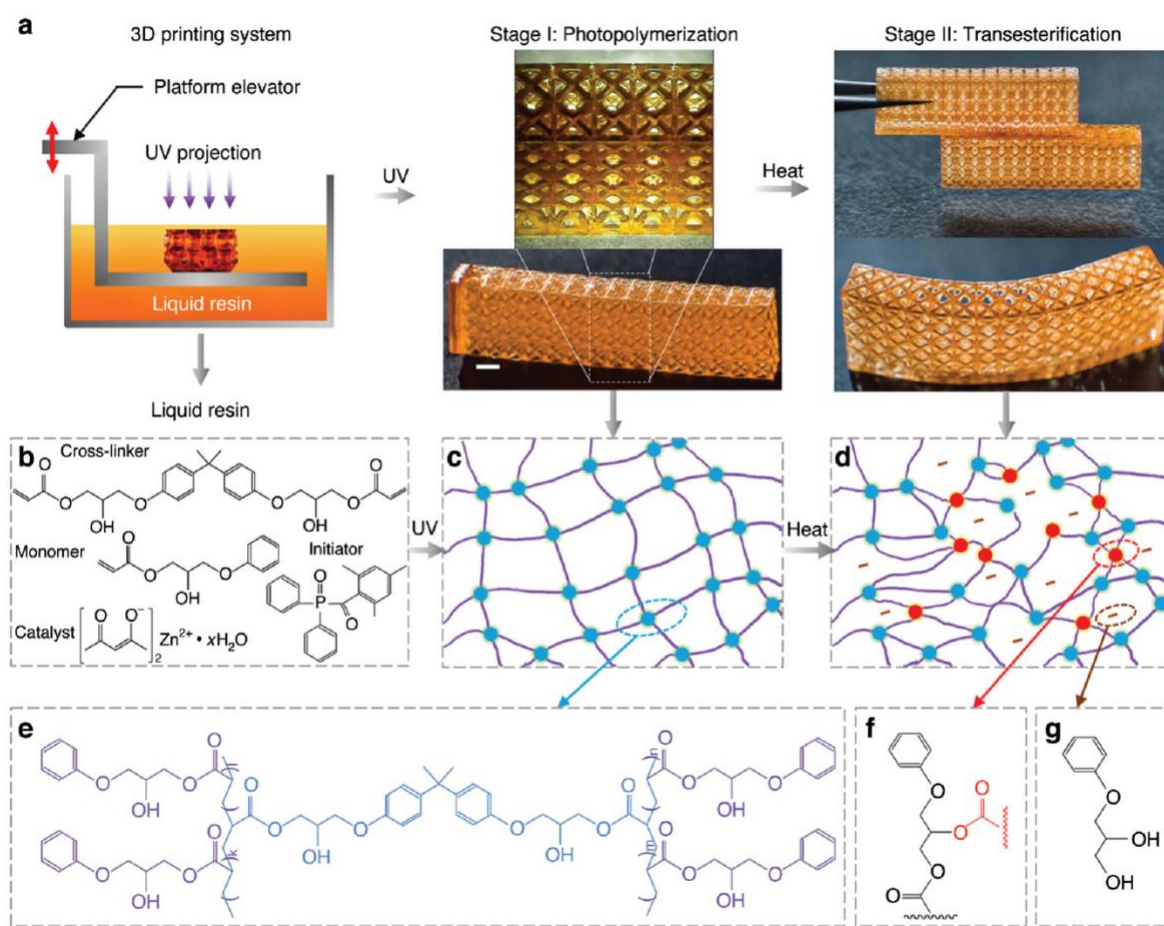 a
3D printing system
Platform elevator
UV projection
Liquid resin
UV
Stage I: Photopolymerization
Heat
Stage II: Transesterification
Liquid resin
b
Cross-linker
O
O
O
OH
O
OH
O
O
Monomer
O
O
O
OH
Initiator
O
P
O
Catalyst
O
O⁻
2
Zn²⁺ • xH₂O
UV
c
Heat
d
e
O
OH
O
O
n
O
O
OH
O
O
k
O
O
OH
O
O
OH
O
O
n
O
O
OH
O
m
O
O
OH
O
f
O
O
O
O
O
g
O
OH
OH